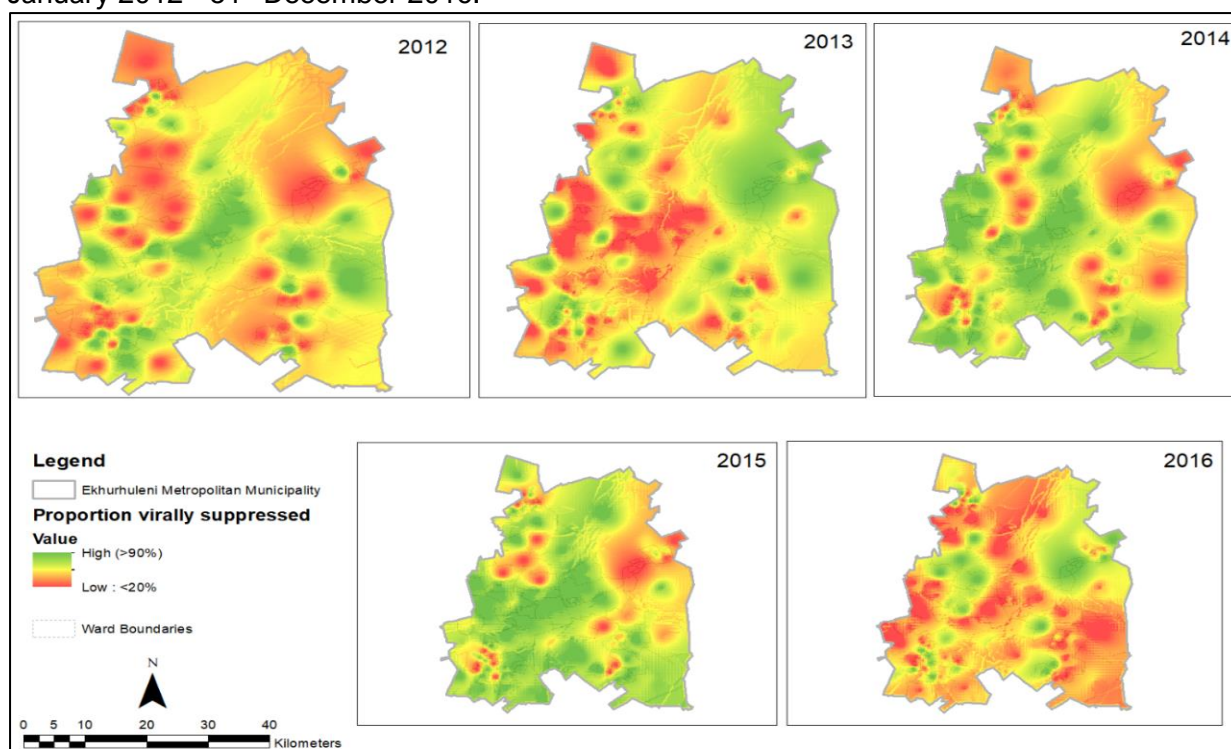 January 2012 - 31 December 2016.
2012
2013
2014
Legend
Ekhurhuleni Metropolitan Municipality
Proportion virally suppressed
Value
High (>90%)
Low : <20%
Ward Boundaries
N
0 5 10 20 30 40
Kilometers
2015
2016